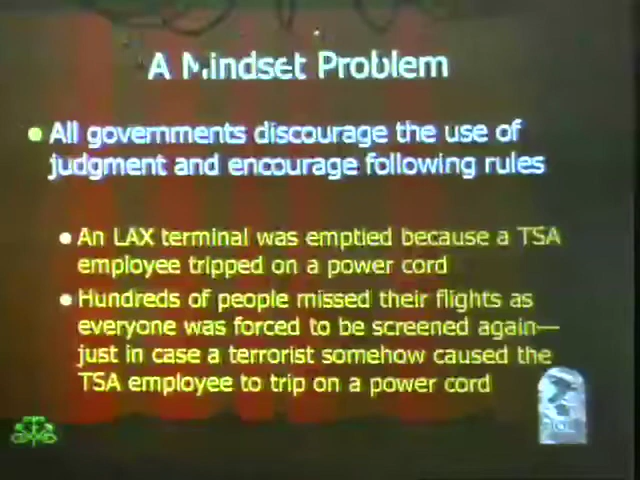 A Mindset Problem
All governments discourage the use of
judgment and encourage following rules
An LAX terminal was emptied because a TSA
employee tripped on a power cord
Hundreds of people missed their flights as
everyone was forced to be screened again—
just in case a terrorist somehow caused the
TSA employee to trip on a power cord